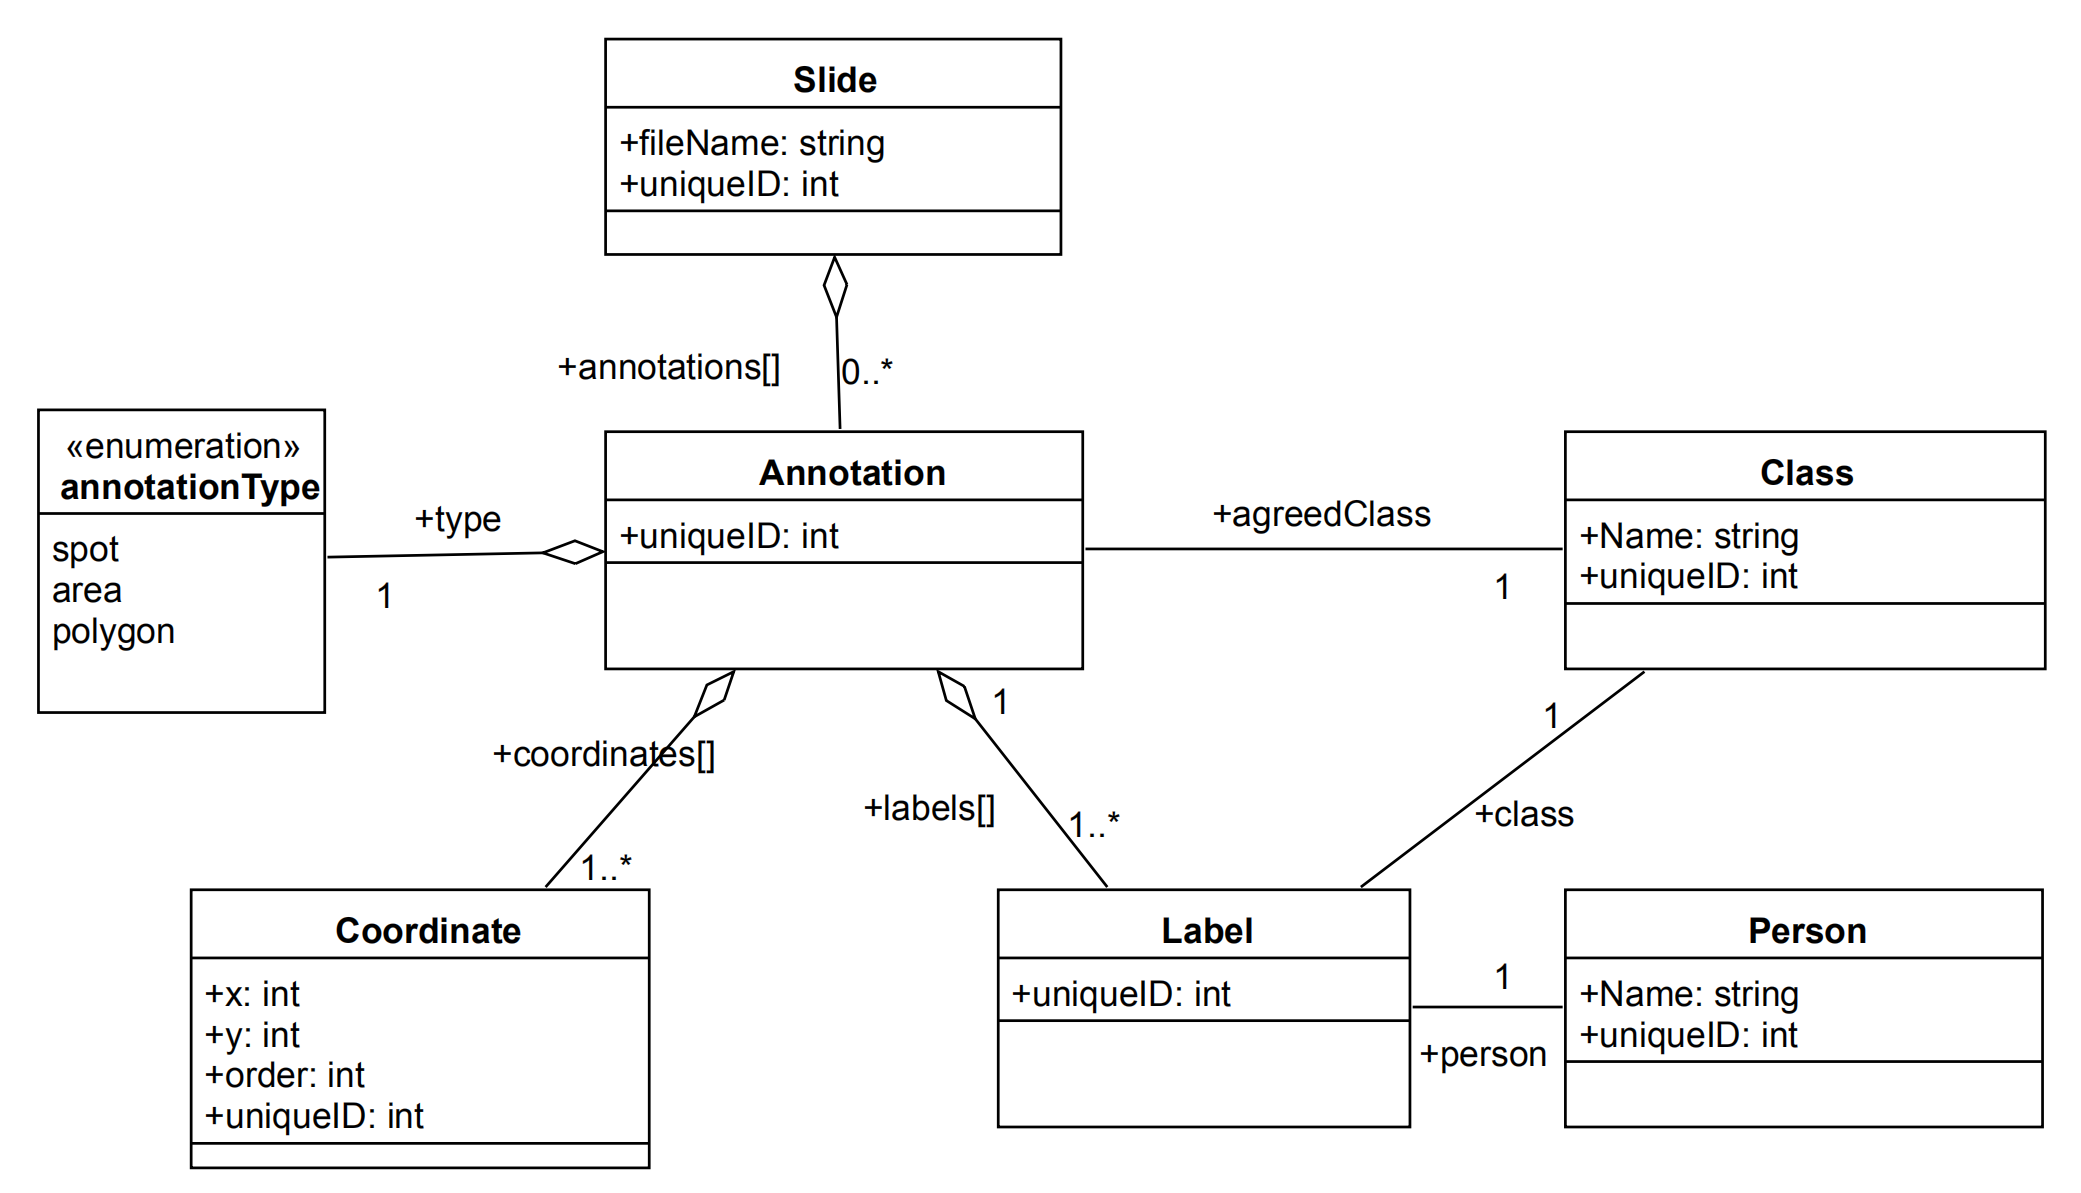 Slide
+fileName: string
+uniqueID: int
+annotations[]
0..*
«enumeration»
annotationType
spot
area
polygon
+type
1
Annotation
+uniqueID: int
+agreedClass
1
Class
+Name: string
+uniqueID: int
+coordinates[]
1..*
1
+labels[]
1..*
1
+class
Coordinate
+x: int
+y: int
+order: int
+uniqueID: int
Label
+uniqueID: int
1
+person
Person
+Name: string
+uniqueID: int